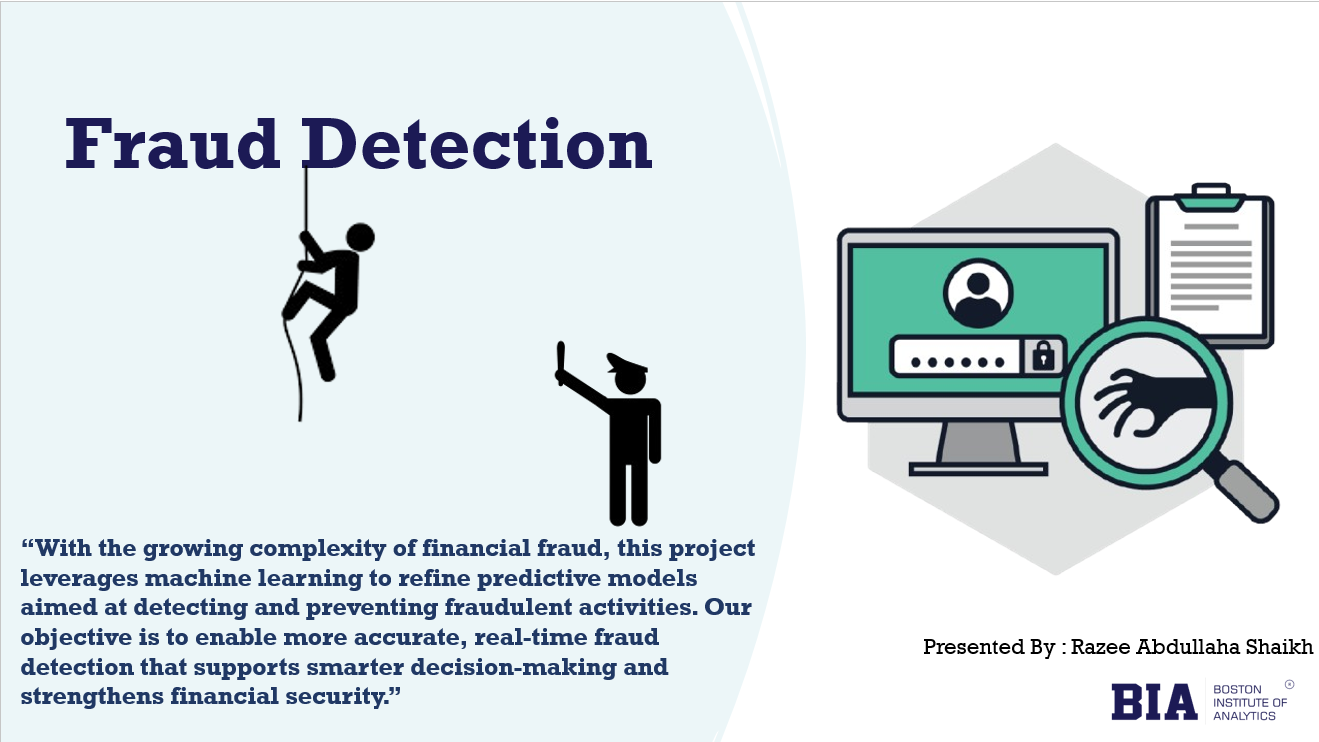 Fraud Detection
“With the growing complexity of financial fraud, this project
leverages machine learning to refine predictive models
aimed at detecting and preventing fraudulent activities. Our
objective is to enable more accurate, real-time fraud
detection that supports smarter decision-making and
strengthens financial security.”
Presented By : Razee Abdullaha Shaikh
BIA
BOSTON
INSTITUTE OF
ANALYTICS
®